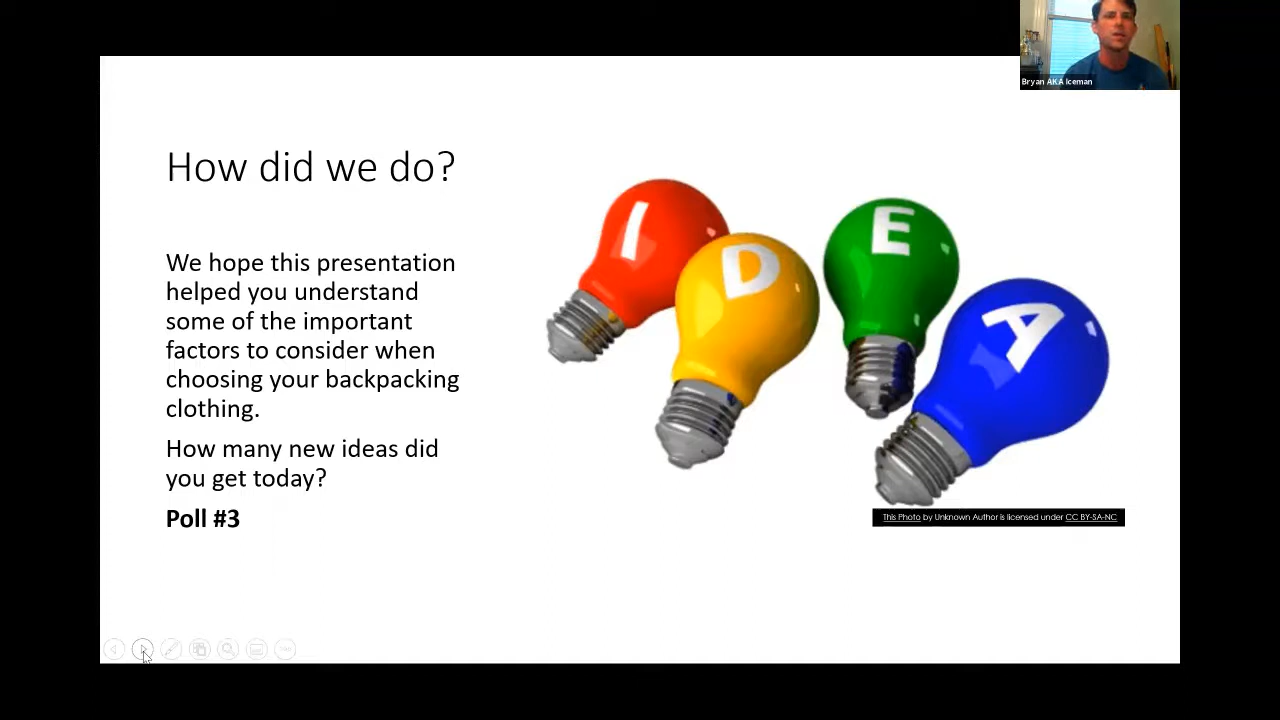 Bryan AKA Iceman
How did we do?
I
D
E
A
We hope this presentation
helped you understand
some of the important
factors to consider when
choosing your backpacking
clothing.
How many new ideas did
you get today?
Poll #3
This Photo by Unknown Author is licensed under CC BY-SA-NC